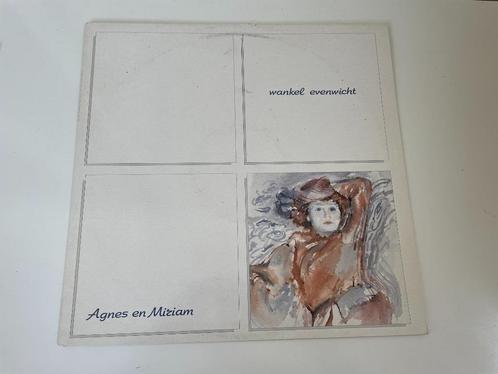 wankel evenwicht
Agnes en Miriam